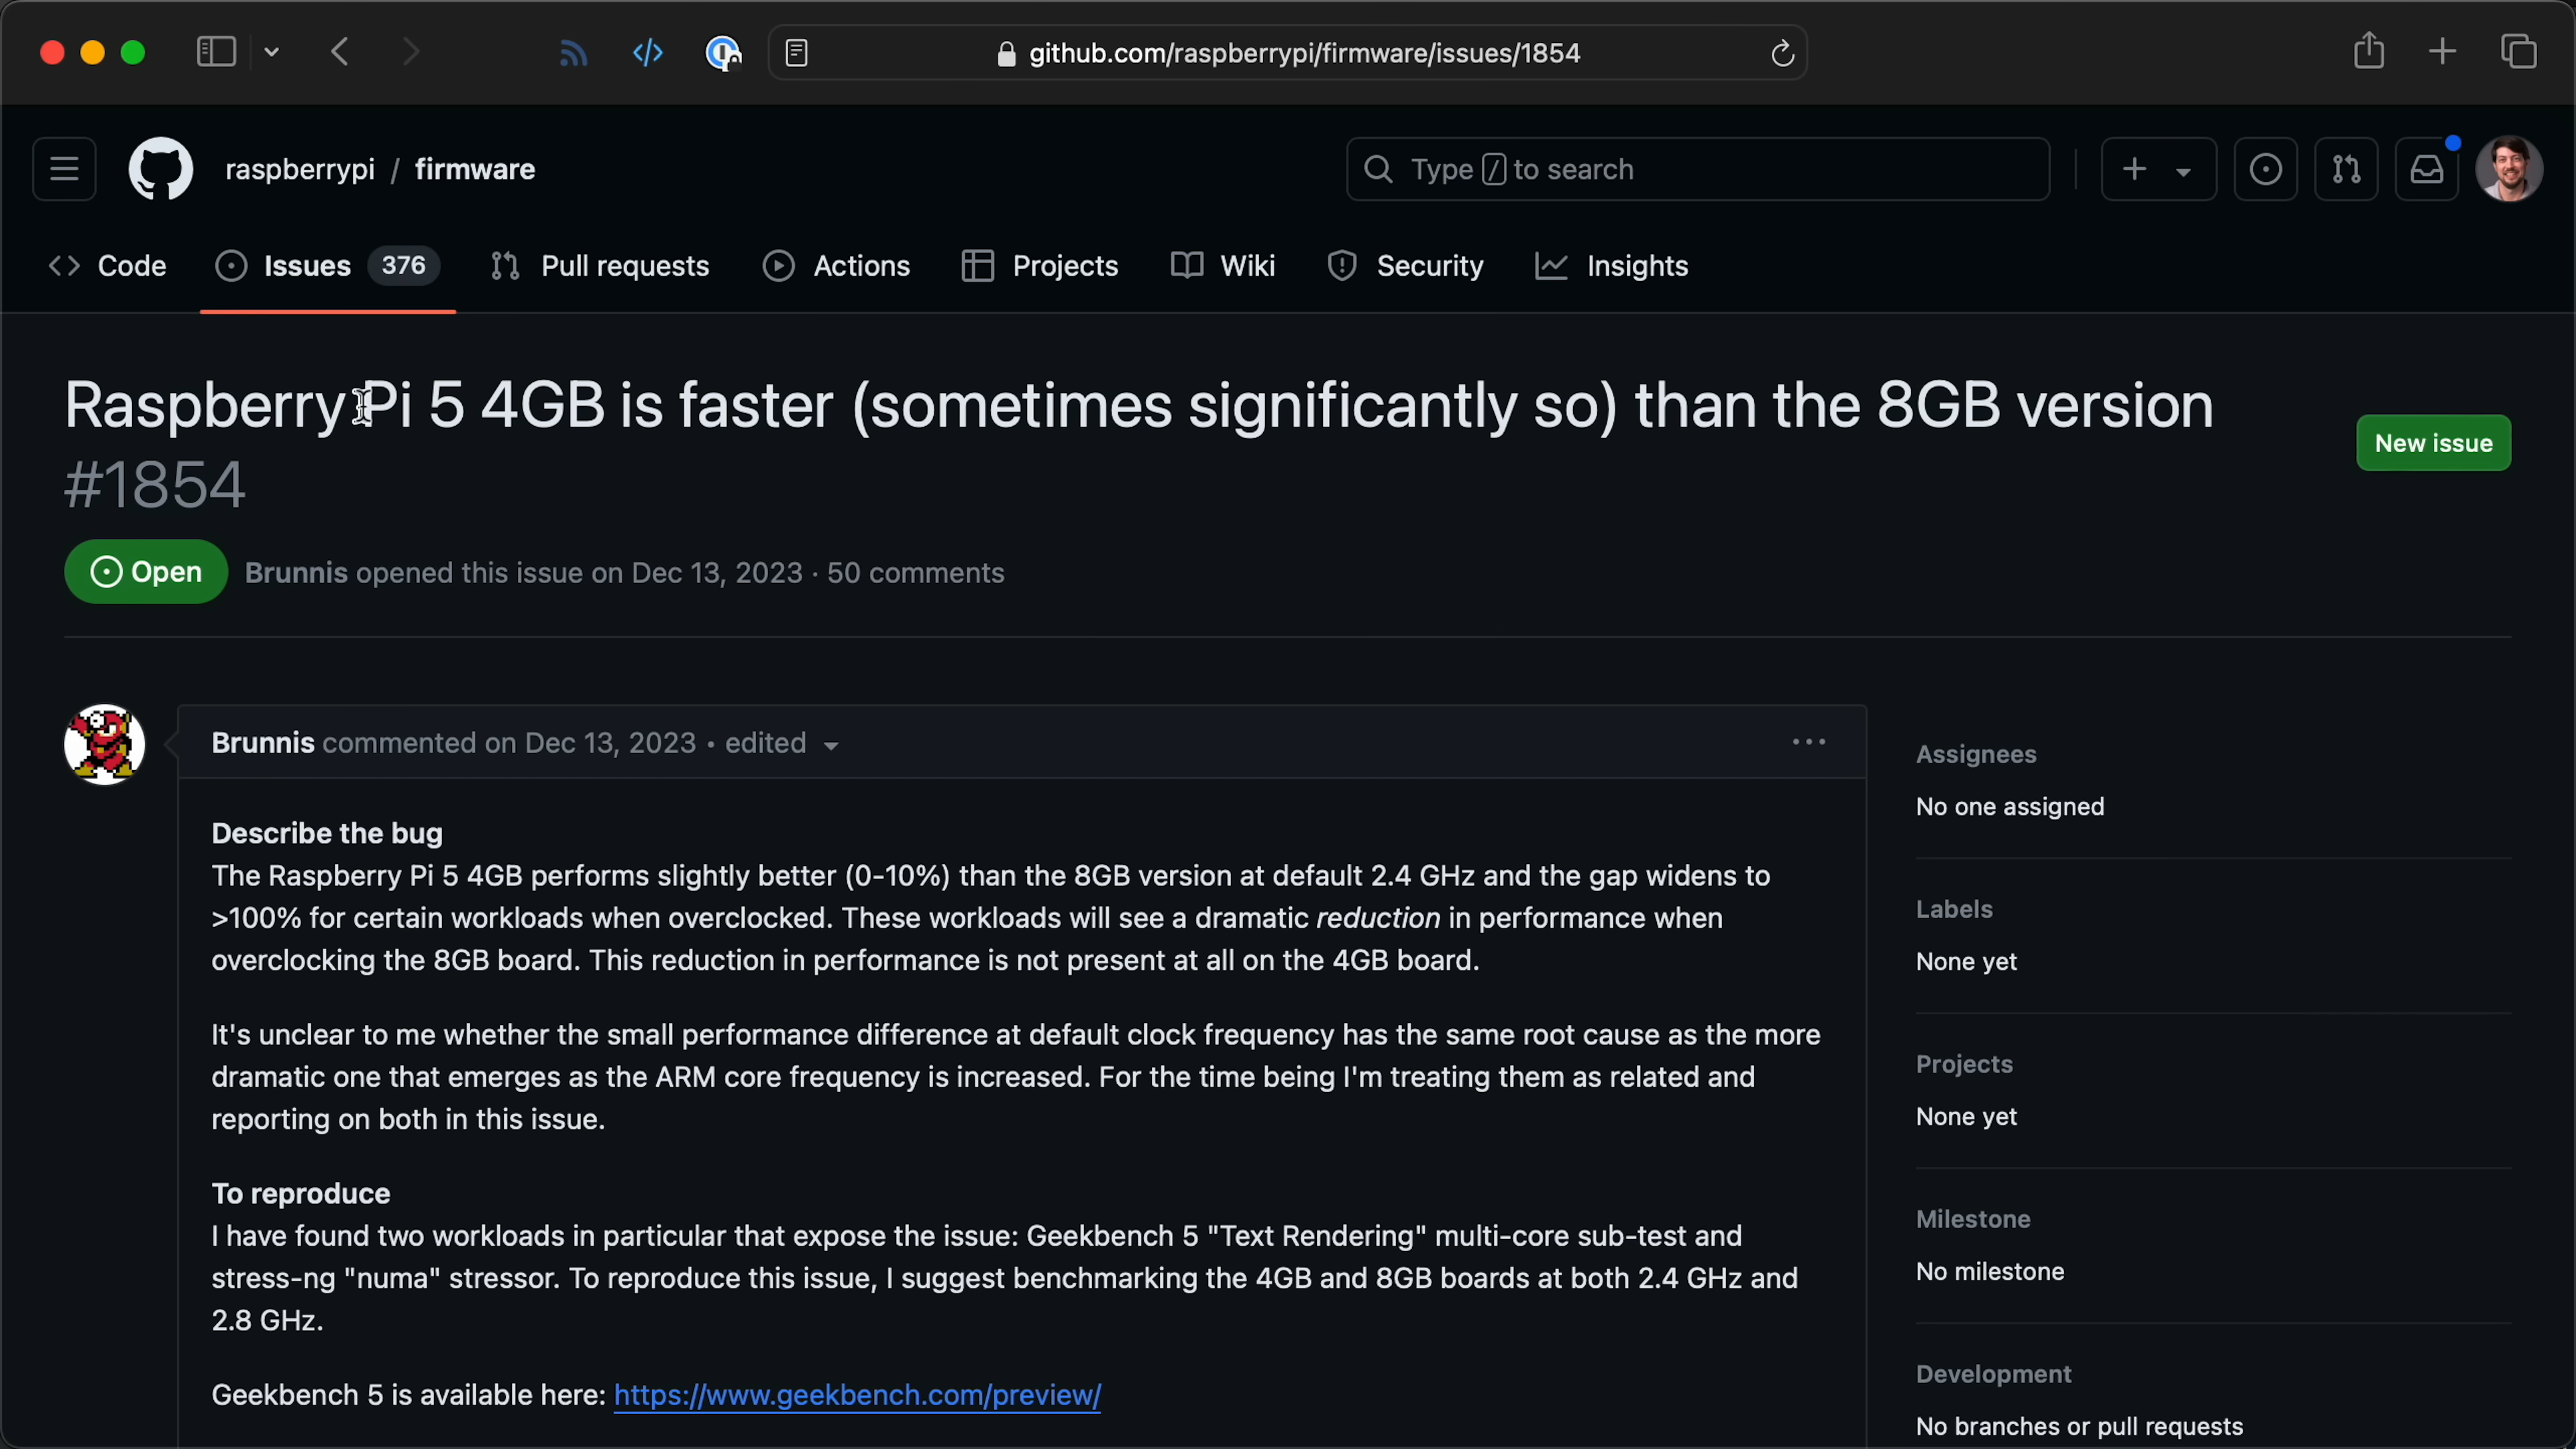 github.com/raspberrypi/firmware/issues/1854
raspberrypi / firmware
Type / to search
Code
Issues 376
Pull requests
Actions
Projects
Wiki
Security
Insights
Raspberry Pi 5 4GB is faster (sometimes significantly so) than the 8GB version
#1854
New issue
Open
Brunnis opened this issue on Dec 13, 2023 · 50 comments
Brunnis commented on Dec 13, 2023 • edited
Describe the bug
The Raspberry Pi 5 4GB performs slightly better (0-10%) than the 8GB version at default 2.4 GHz and the gap widens to
>100% for certain workloads when overclocked. These workloads will see a dramatic reduction in performance when
overclocking the 8GB board. This reduction in performance is not present at all on the 4GB board.
It's unclear to me whether the small performance difference at default clock frequency has the same root cause as the more
dramatic one that emerges as the ARM core frequency is increased. For the time being I'm treating them as related and
reporting on both in this issue.
To reproduce
I have found two workloads in particular that expose the issue: Geekbench 5 "Text Rendering" multi-core sub-test and
stress-ng "numa" stressor. To reproduce this issue, I suggest benchmarking the 4GB and 8GB boards at both 2.4 GHz and
2.8 GHz.
Geekbench 5 is available here: https://www.geekbench.com/preview/
Assignees
No one assigned
Labels
None yet
Projects
None yet
Milestone
No milestone
Development
No branches or pull requests